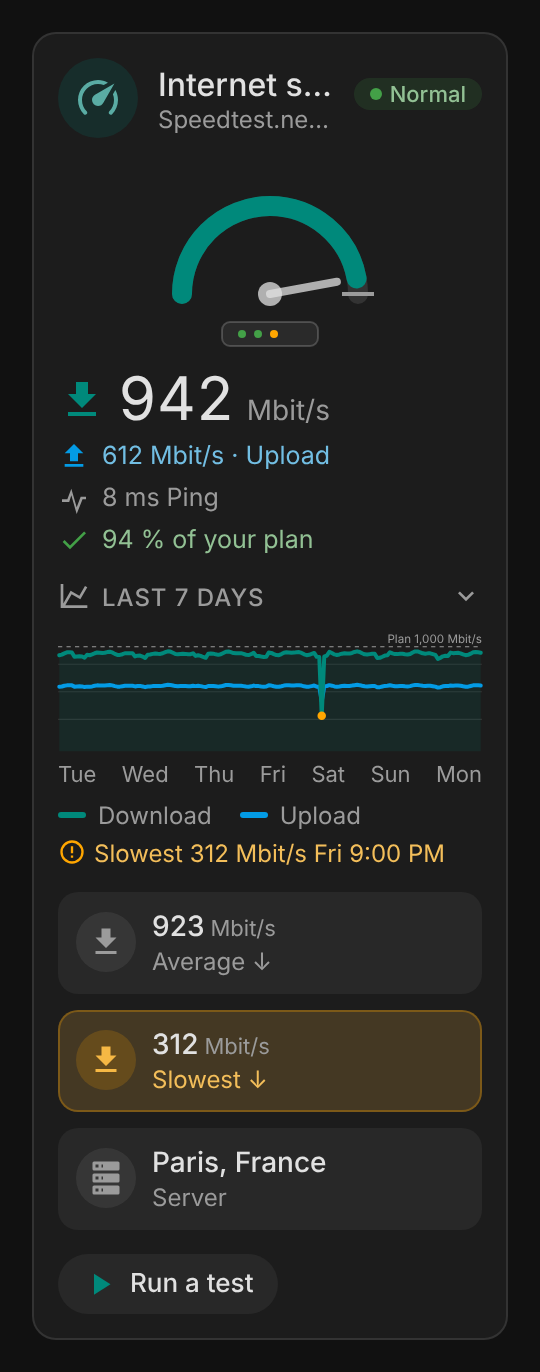 Internet s...
Normal
Speedtest.ne...
942 Mbit/s
612 Mbit/s · Upload
8 ms Ping
94 % of your plan
LAST 7 DAYS
Plan 1,000 Mbit/s
Tue Wed Thu Fri Sat Sun Mon
Download Upload
Slowest 312 Mbit/s Fri 9:00 PM
923 Mbit/s
Average ↓
312 Mbit/s
Slowest ↓
Paris, France
Server
Run a test